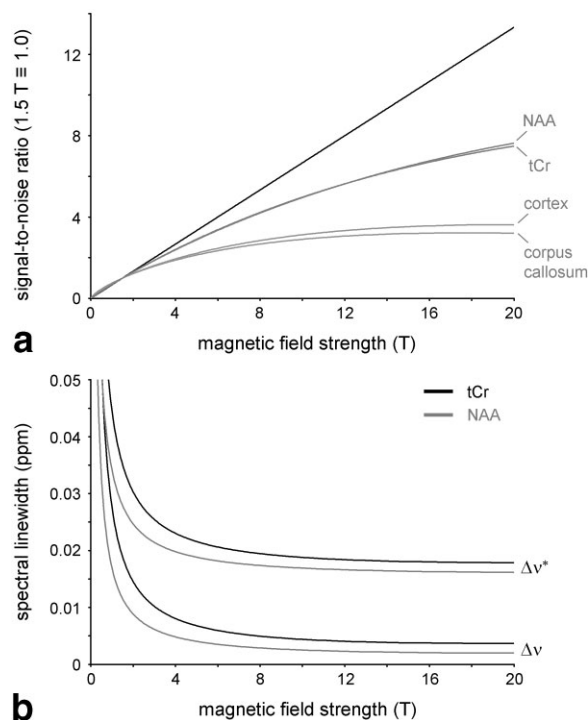 signal-to-noise ratio (1.5 T ≡ 1.0)
12
8
4
0
NAA
tCr
cortex
corpus
callosum
0 4 8 12 16 20
magnetic field strength (T)
a
spectral linewidth (ppm)
0.05
0.04
0.03
0.02
0.01
0
tCr
NAA
Δν*
Δν
0 4 8 12 16 20
magnetic field strength (T)
b